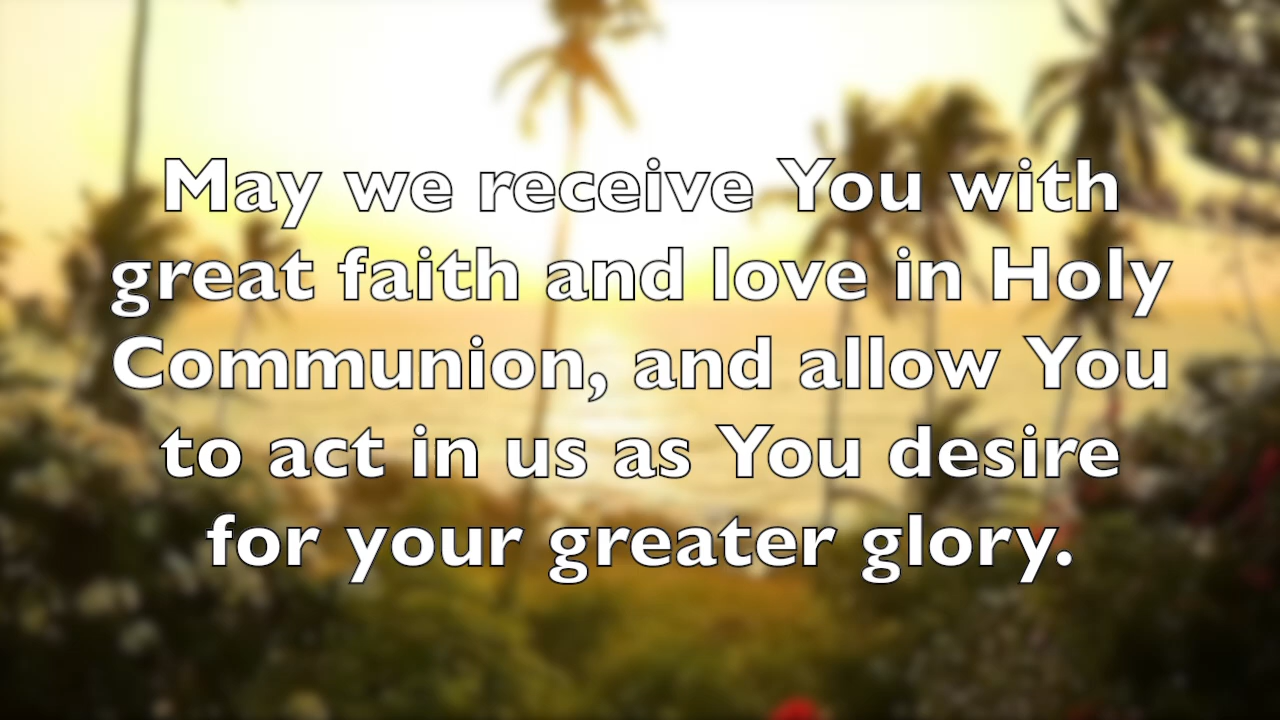 May we receive You with
great faith and love in Holy
Communion, and allow You
to act in us as You desire
for your greater glory.